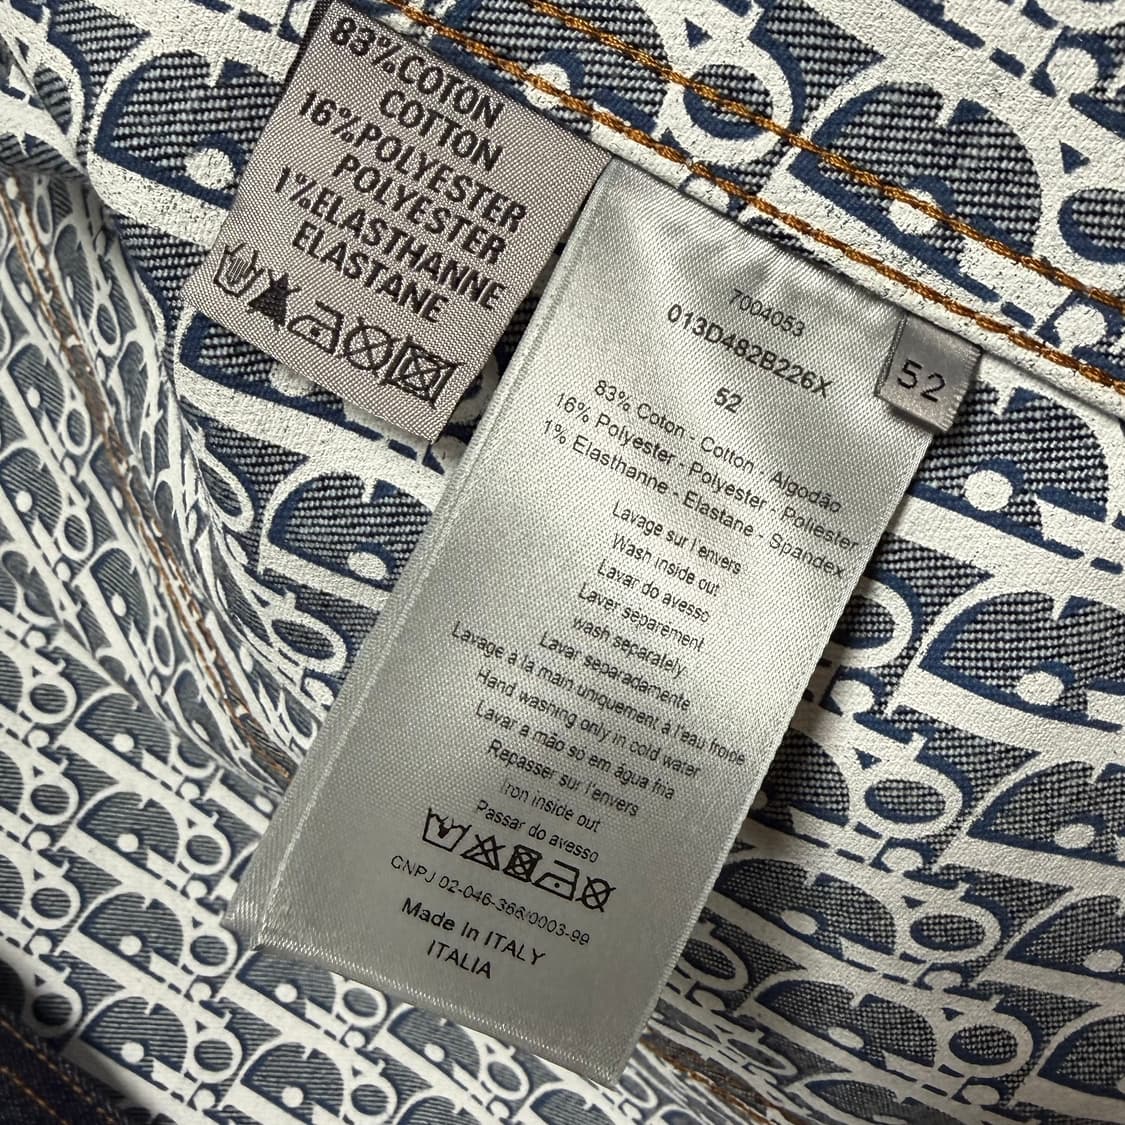 83%COTON
COTTON
16%POLYESTER
POLYESTER
1%ELASTHANNE
ELASTANE
7004053
013D482B226X
52
52
83% Coton - Cotton - Algodão
16% Polyester - Polyester - Poliester
1% Elasthanne - Elastane - Spandex
Lavage sur l'envers
Wash inside out
Lavar do avesso
Laver separement
wash separately
Lavar separadamente
Lavage à la main uniquement à l'eau froide
Hand washing only in cold water
Lavar a mão só em água fria
Repasser sur l'envers
Iron inside out
Passar do avesso
CNPJ 02-046-366/0003-99
Made in ITALY
ITALIA